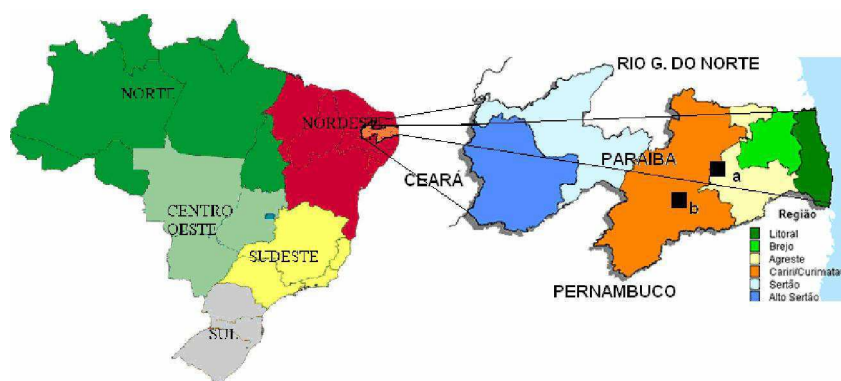 NORTE
NORDESTE
CENTRO
OESTE
SUDESTE
SUL
RIO G. DO NORTE
PARAÍBA
CEARÁ
PERNAMBUCO
a
b
Região
Litoral
Brejo
Agreste
Cariri/Curimataú
Sertão
Alto Sertão